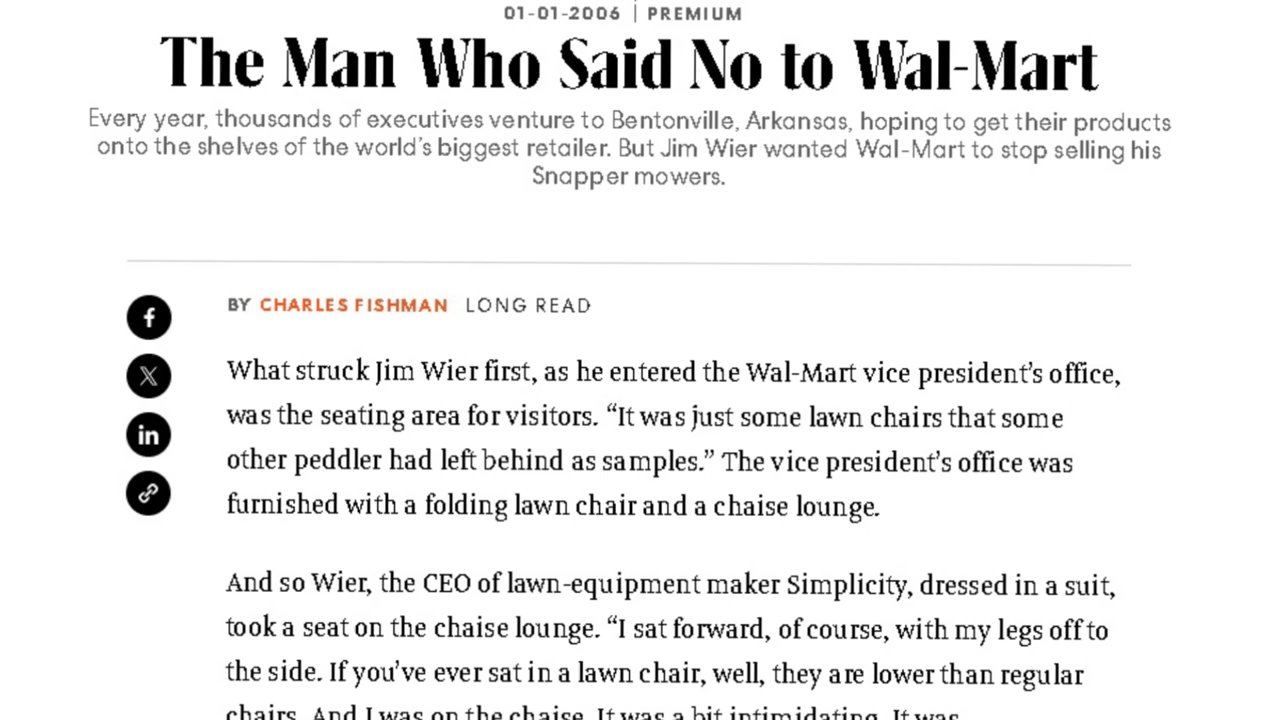 01-01-2006 | PREMIUM
The Man Who Said No to Wal-Mart
Every year, thousands of executives venture to Bentonville, Arkansas, hoping to get their products
onto the shelves of the world’s biggest retailer. But Jim Wier wanted Wal-Mart to stop selling his
Snapper mowers.
BY CHARLES FISHMAN LONG READ
What struck Jim Wier first, as he entered the Wal-Mart vice president’s office,
was the seating area for visitors. “It was just some lawn chairs that some
other peddler had left behind as samples.” The vice president’s office was
furnished with a folding lawn chair and a chaise lounge.
And so Wier, the CEO of lawn-equipment maker Simplicity, dressed in a suit,
took a seat on the chaise lounge. “I sat forward, of course, with my legs off to
the side. If you’ve ever sat in a lawn chair, well, they are lower than regular
chairs. And I was on the chaise. It was a bit intimidating. It was